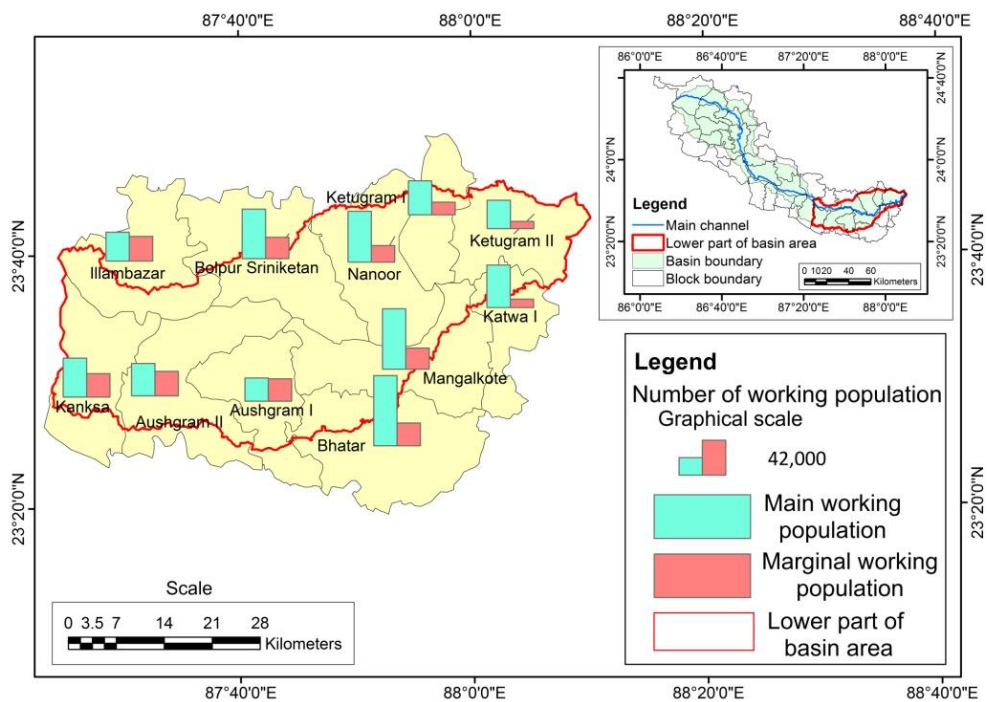 87°40'0"E 88°0'0"E 88°20'0"E 88°40'0"E
86°0'0"E 86°40'0"E 87°20'0"E 88°0'0"E
24°40'0"N
24°0'0"N 24°0'0"N
23°20'0"N 23°20'0"N
Legend
Main channel
Lower part of basin area
Basin boundary
Block boundary
0 10 20 40 60
Kilometers
86°0'0"E 86°40'0"E 87°20'0"E 88°0'0"E
23°40'0"N 23°40'0"N
23°20'0"N 23°20'0"N
Ketugram I
Ketugram II
Illambazar
Bolpur Sriniketan
Nanoor
Katwa I
Mangalkote
Kanksa
Aushgram II
Aushgram I
Bhatar
Legend
Number of working population
Graphical scale
42,000
Main working
population
Marginal working
population
Lower part of
basin area
Scale
0 3.5 7 14 21 28
Kilometers
87°40'0"E 88°0'0"E 88°20'0"E 88°40'0"E